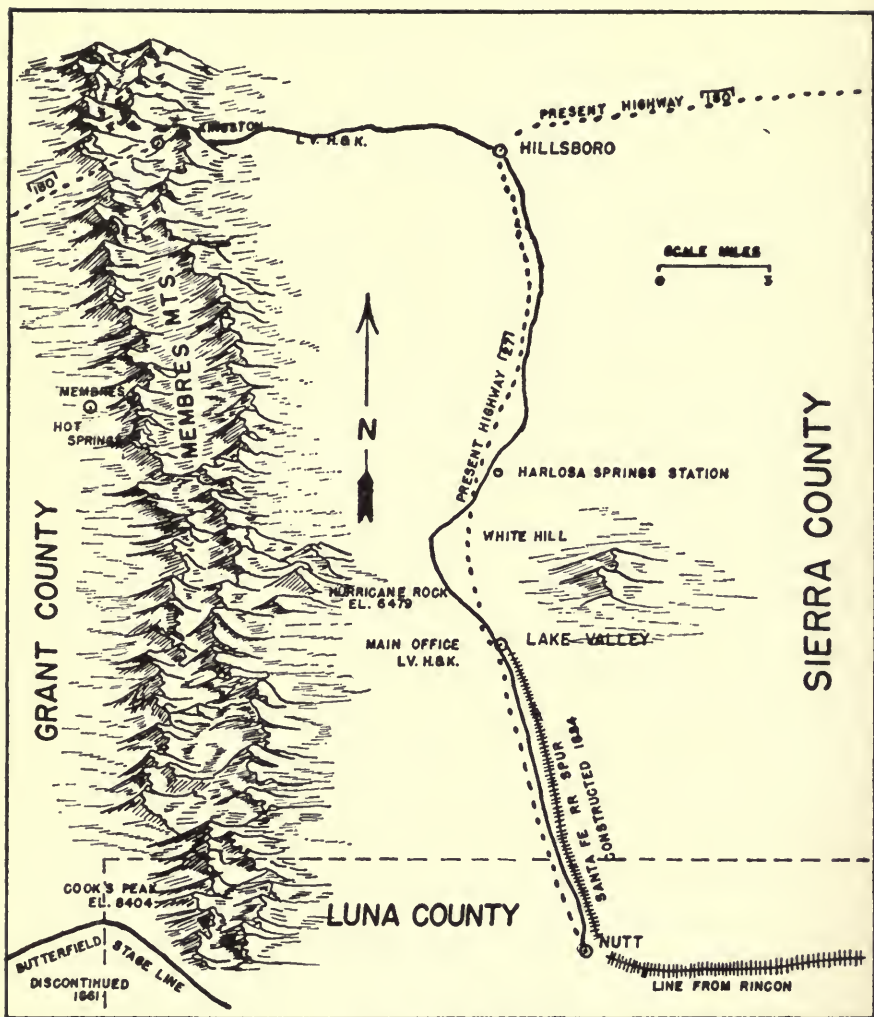 PRESENT HIGHWAY 180
KINGSTON
L.V. H.& K.
HILLSBORO
180
SCALE MILES
0 3
MEMBRES MTS.
N
PRESENT HIGHWAY 27
MEMBRES
HOT
SPRINGS
HARLOSA SPRINGS STATION
WHITE HILL
GRANT COUNTY
SIERRA COUNTY
HURRICANE ROCK
EL. 6479
MAIN OFFICE
L.V. H.&K.
LAKE VALLEY
SANTA FE RR SPUR
CONSTRUCTED 1884
COOK'S PEAK
EL. 8404
LUNA COUNTY
NUTT
BUTTERFIELD STAGE LINE
DISCONTINUED
1861
LINE FROM RINCON